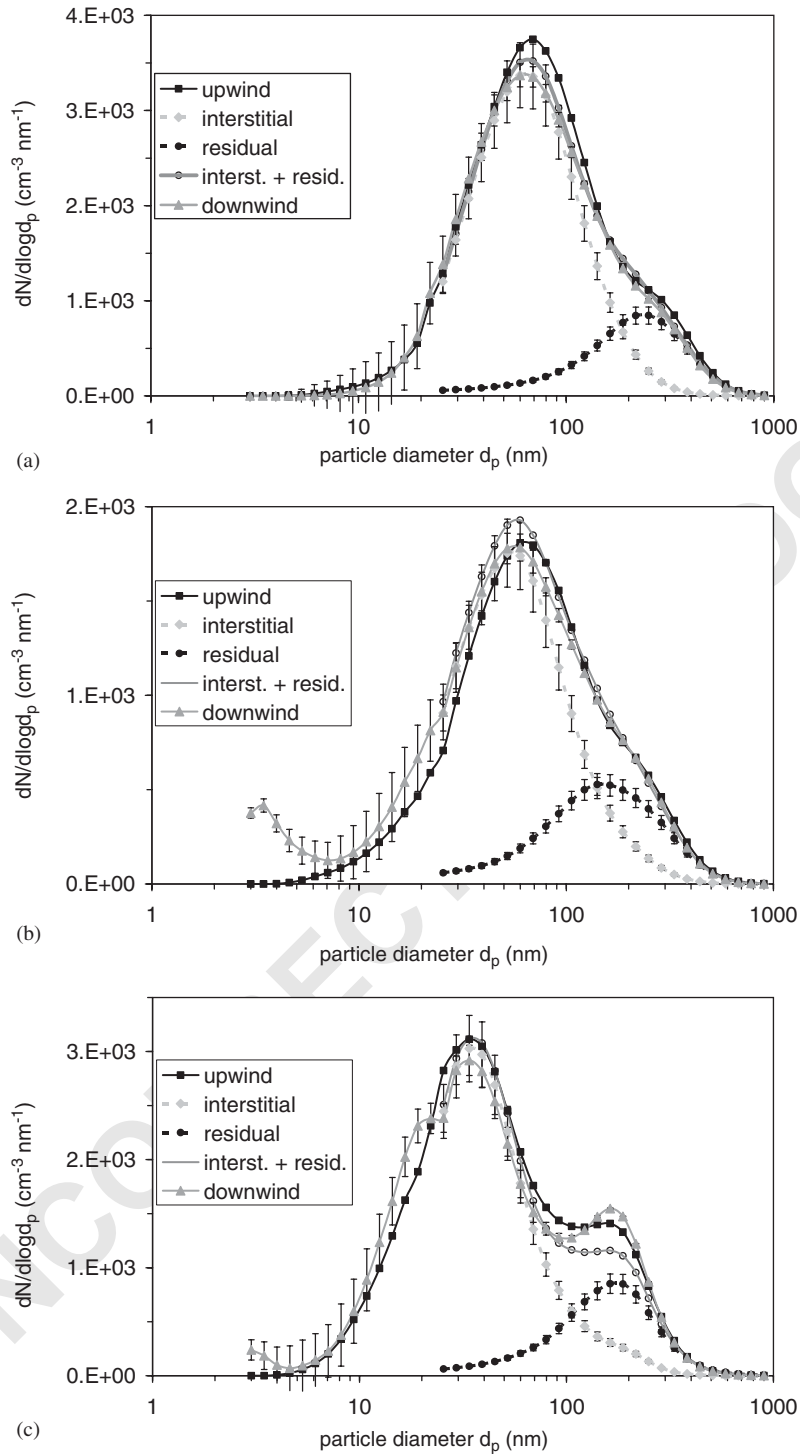 4.E+03
3.E+03
2.E+03
1.E+03
0.E+00
dN/dlogdp (cm-3 nm-1)
upwind
interstitial
residual
interst. + resid.
downwind
1 10 100 1000
(a)
particle diameter dp (nm)
2.E+03
1.E+03
0.E+00
dN/dlogdp (cm-3 nm-1)
upwind
interstitial
residual
interst. + resid.
downwind
1 10 100 1000
(b)
particle diameter dp (nm)
3.E+03
2.E+03
1.E+03
0.E+00
dN/dlogdp (cm-3 nm-1)
upwind
interstitial
residual
interst. + resid.
downwind
1 10 100 1000
(c)
particle diameter dp (nm)